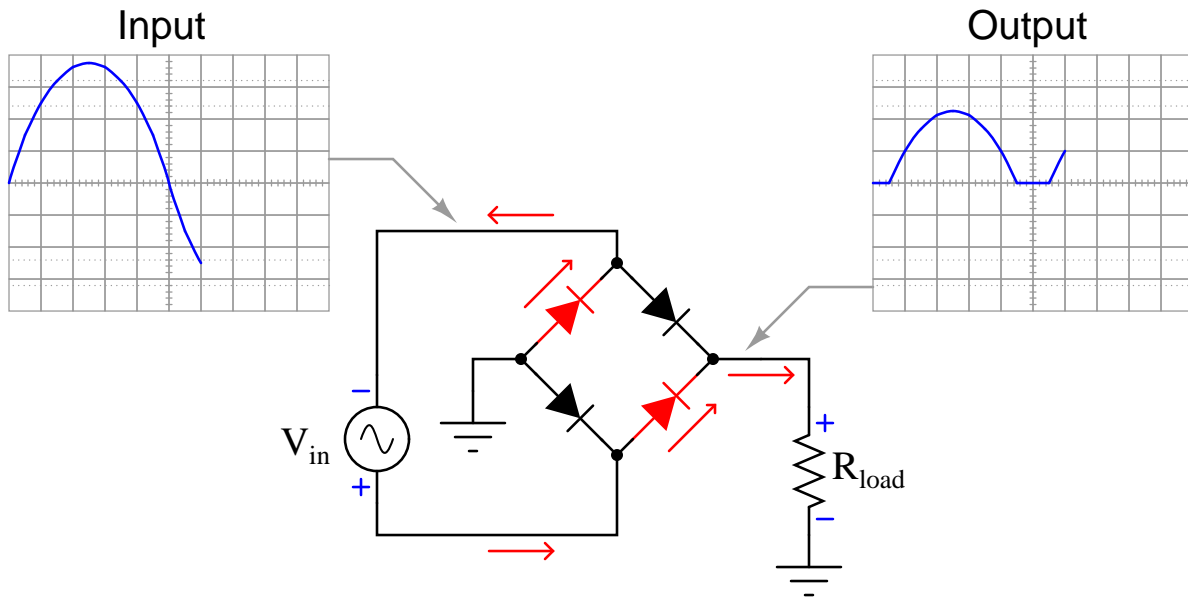 Input
Output
−
V_in
+
+
R_load
−